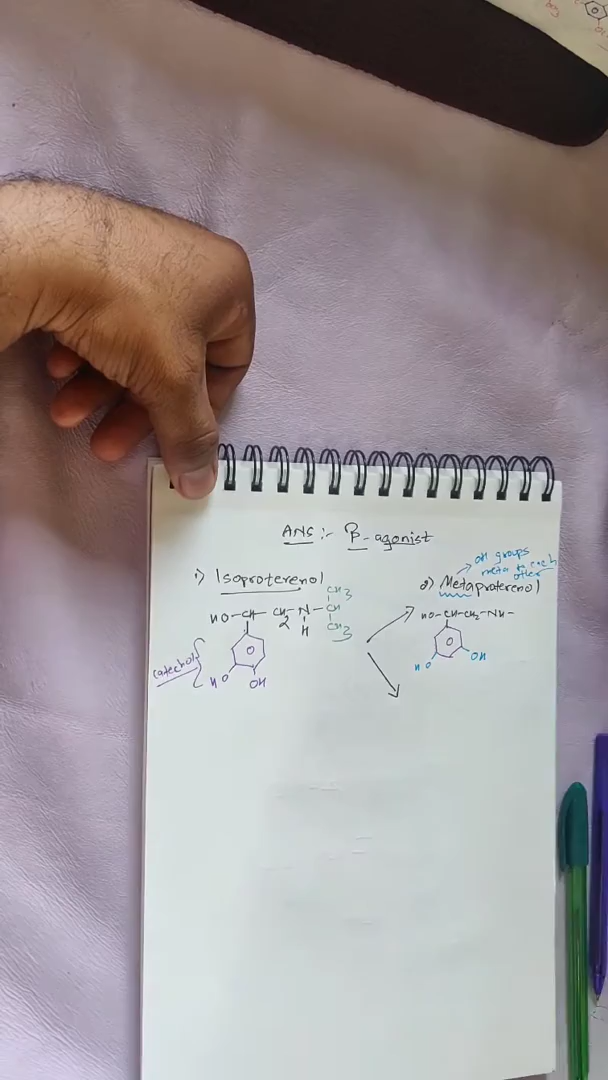 ANS :- β-agonist
1) Isoproterenol
CH3
HO-CH-CH2-N-CH
H
CH3
catechol
HO
OH
OH groups
meta to each
other
2) Metaproterenol
HO-CH-CH2-NH-
HO
OH